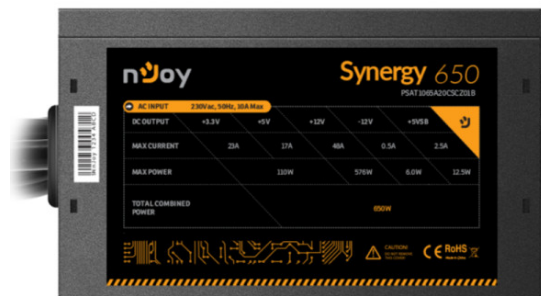 nJoy
Synergy 650
PSAT1065A20CSCZ01B
AC INPUT 230Vac, 50Hz, 10A Max
DC OUTPUT +3.3V +5V +12V -12V +5VSB
MAX CURRENT 23A 17A 48A 0.5A 2.5A
MAX POWER 110W 576W 6.0W 12.5W
TOTAL COMBINED
POWER
650W
CAUTION!
CE RoHS